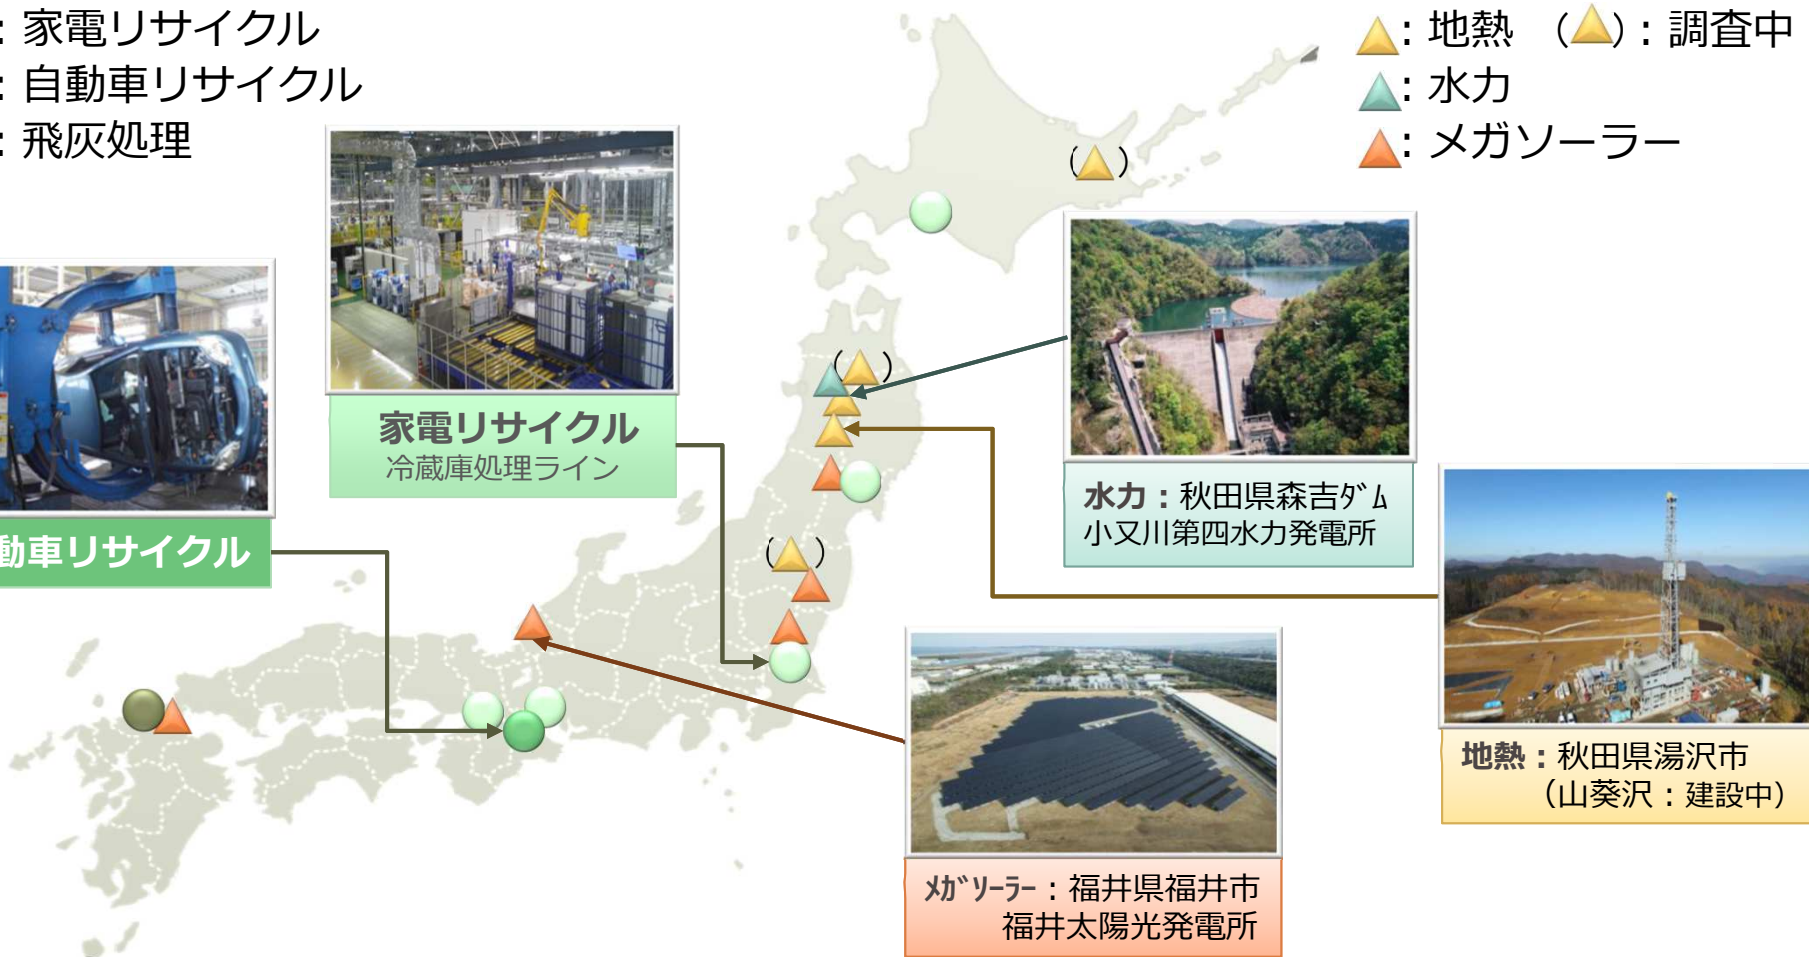 ：家電リサイクル
：自動車リサイクル
：飛灰処理
：地熱 （ ）：調査中
：水力
：メガソーラー
（ ）
家電リサイクル
冷蔵庫処理ライン
動車リサイクル
（ ）
水力：秋田県森吉ﾀﾞﾑ
小又川第四水力発電所
（ ）
地熱：秋田県湯沢市
（山葵沢：建設中）
ﾒｶﾞｿｰﾗｰ：福井県福井市
福井太陽光発電所